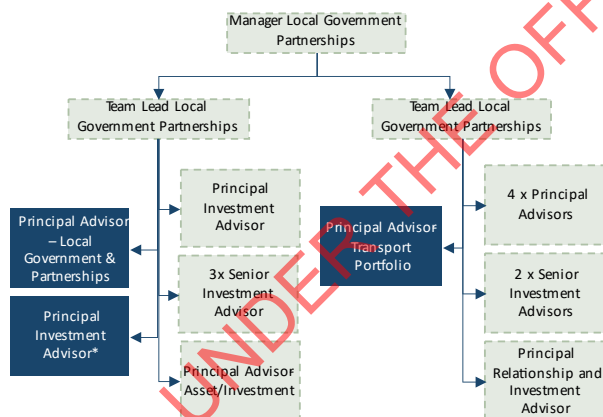 Manager Local Government
Partnerships
Team Lead Local
Government Partnerships
Team Lead Local
Government Partnerships
Principal
Investment
Advisor
Principal Advisor
– Local
Government &
Partnerships
3x Senior
Investment
Advisor
Principal
Investment
Advisor*
Principal Advisor-
Asset/Investment
4 x Principal
Advisors
Principal Advisor-
Transport
Portfolio
2 x Senior
Investment
Advisors
Principal
Relationship and
Investment
Advisor
UNDER THE OFF